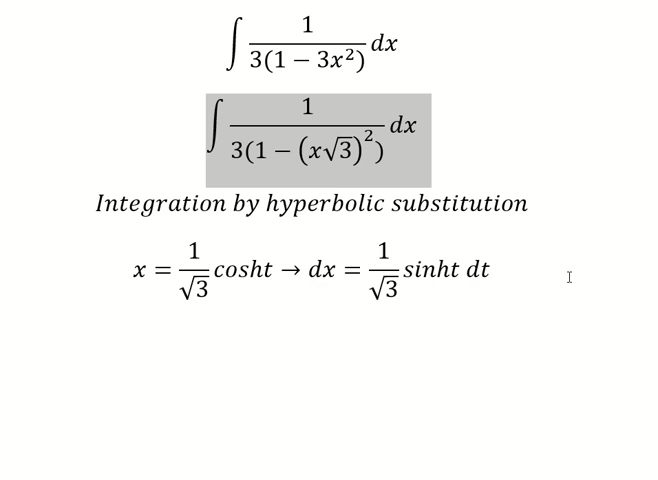 ∫ 1/(3(1 − 3x²)) dx
∫ 1/(3(1 − (x√3)²)) dx
Integration by hyperbolic substitution
x = 1/√3 cosht → dx = 1/√3 sinht dt